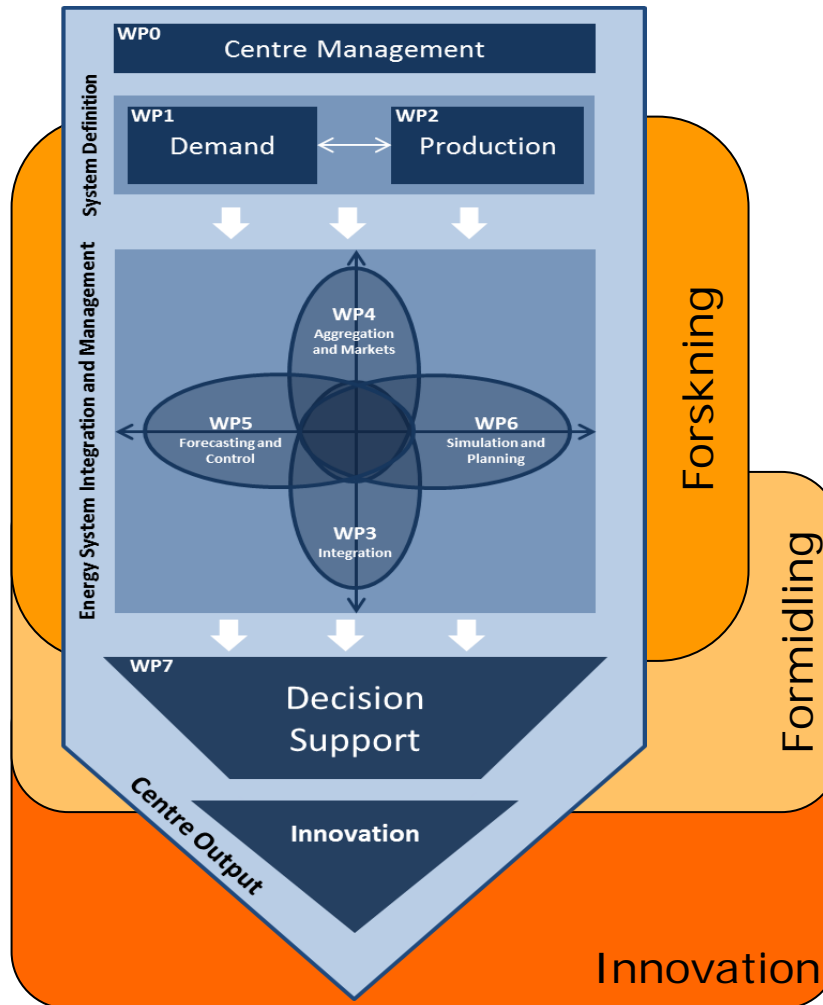 WP0
Centre Management
System Definition
WP1
Demand
WP2
Production
Energy System Integration and Management
WP4
Aggregation
and Markets
WP5
Forecasting and
Control
WP6
Simulation and
Planning
WP3
Integration
WP7
Decision
Support
Centre Output
Innovation
Forskning
Formidling
Innovation